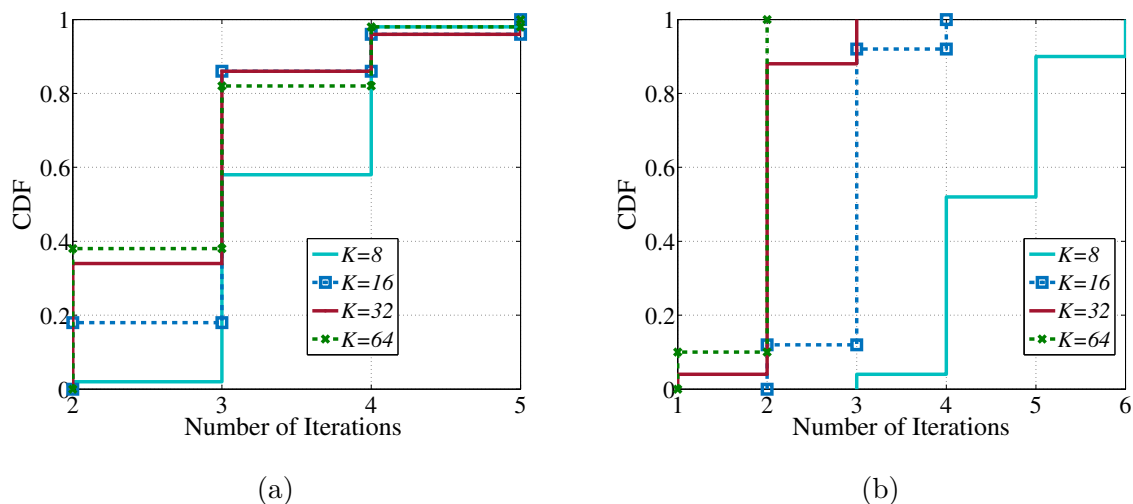 1
0.8
0.6
0.4
0.2
0
CDF
2
3
4
5
Number of Iterations
K=8
K=16
K=32
K=64
(a)
1
0.8
0.6
0.4
0.2
0
CDF
1
2
3
4
5
6
Number of Iterations
K=8
K=16
K=32
K=64
(b)